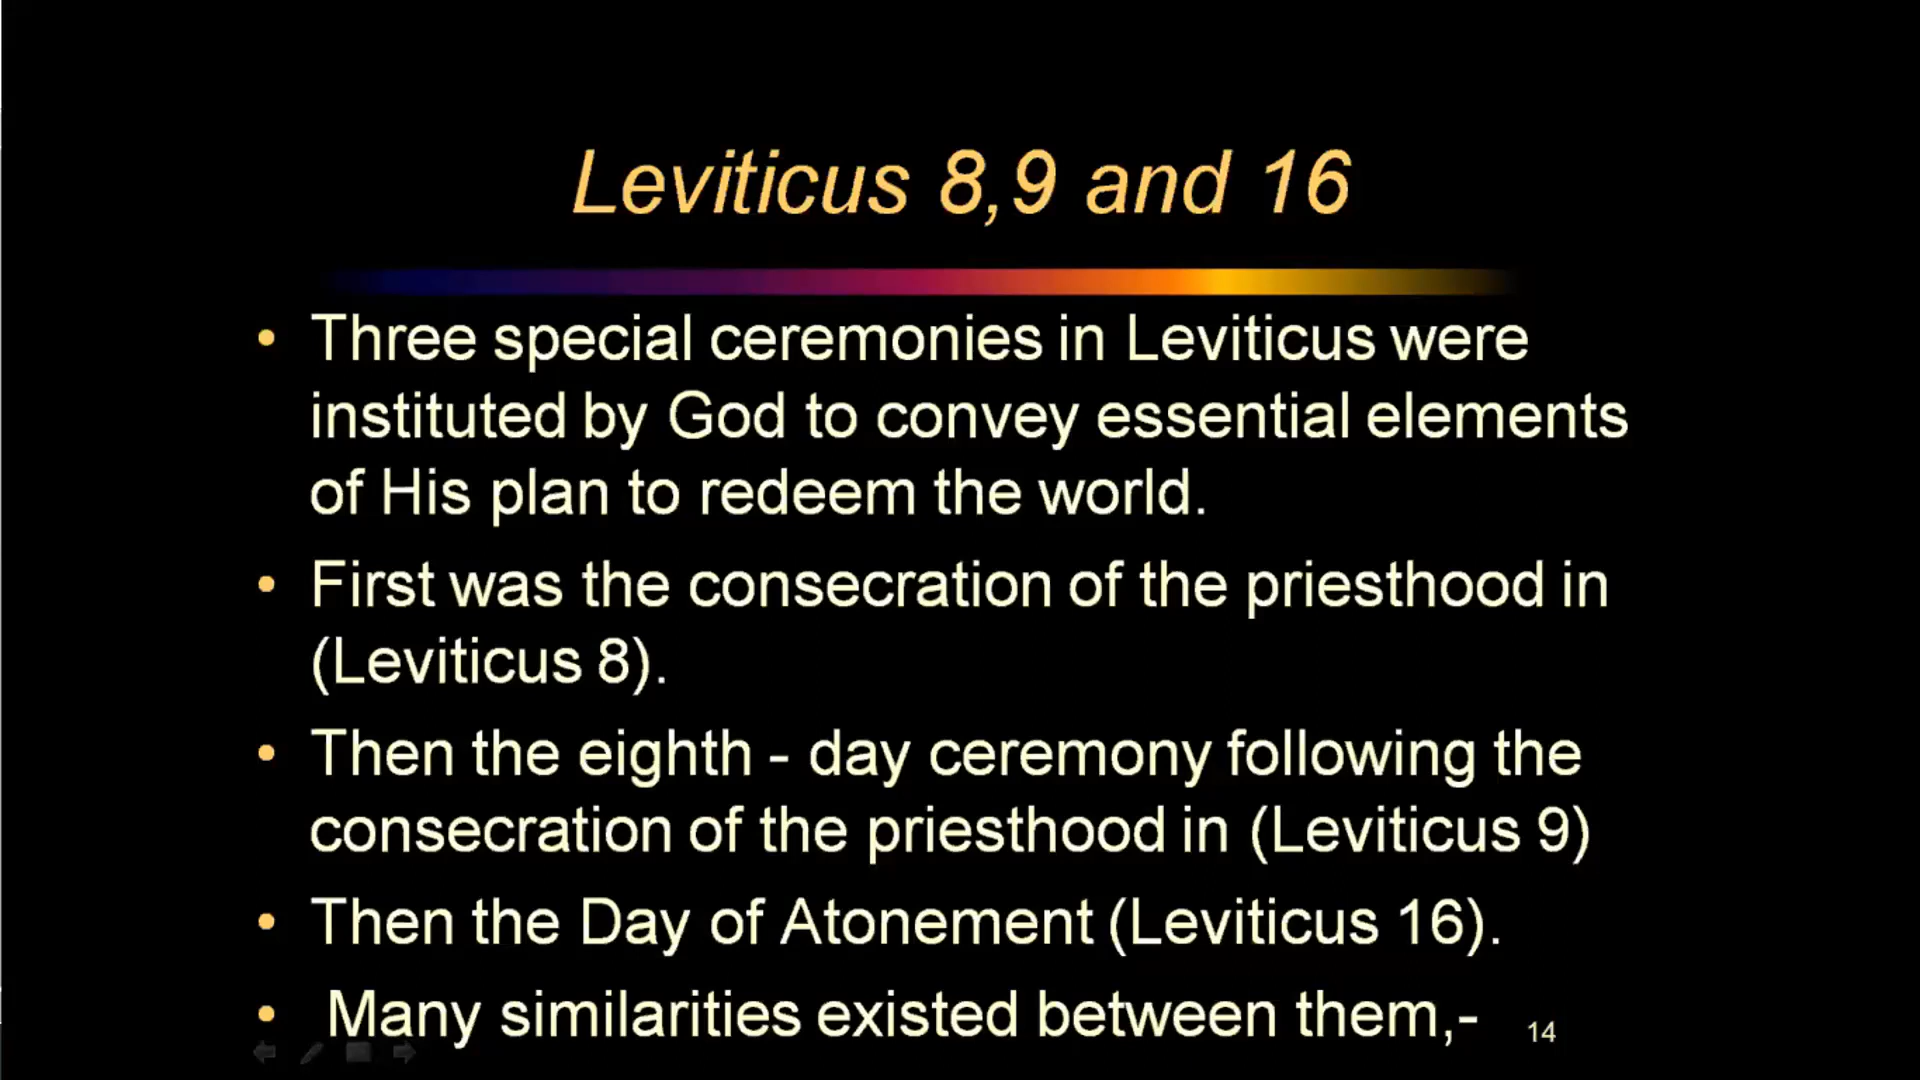 Leviticus 8,9 and 16
• Three special ceremonies in Leviticus were
instituted by God to convey essential elements
of His plan to redeem the world.
• First was the consecration of the priesthood in
(Leviticus 8).
• Then the eighth - day ceremony following the
consecration of the priesthood in (Leviticus 9)
• Then the Day of Atonement (Leviticus 16).
• Many similarities existed between them,-
14